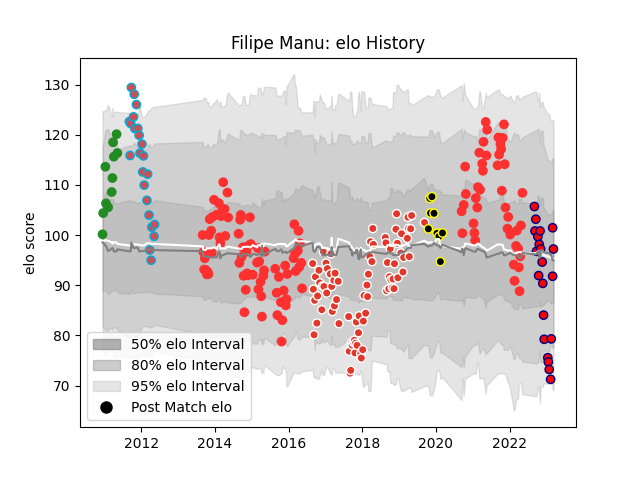 Filipe Manu: elo History
elo score
130
120
110
100
90
80
70
50% elo Interval
80% elo Interval
95% elo Interval
Post Match elo
2012
2014
2016
2018
2020
2022